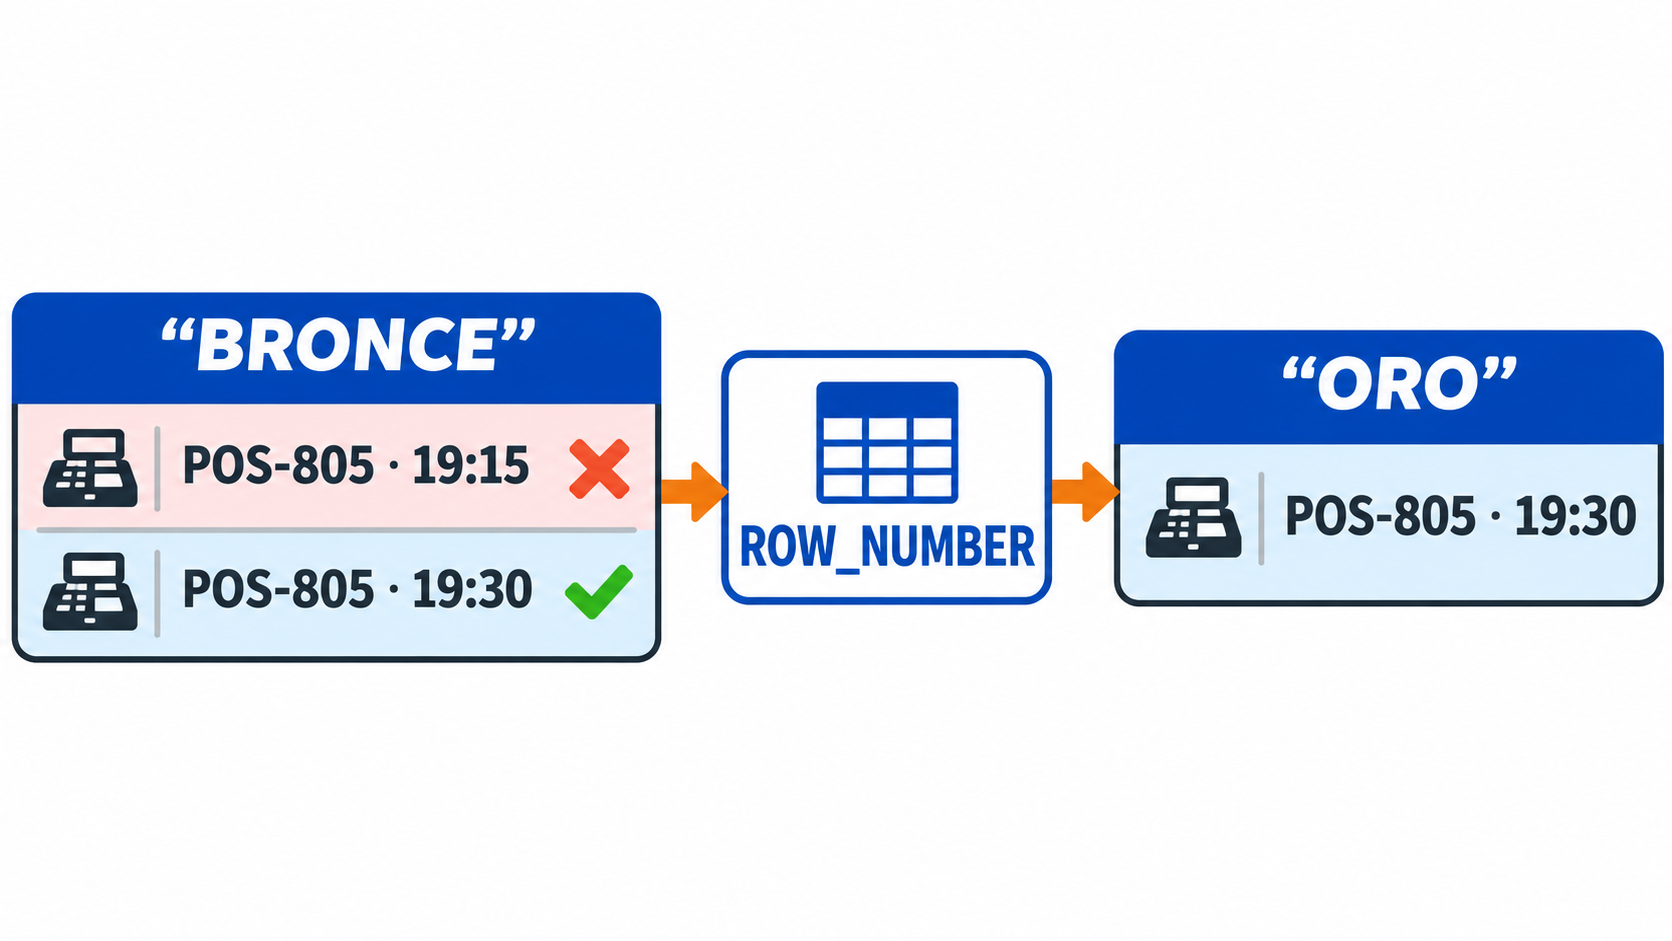 “BRONCE”
POS-805 · 19:15
POS-805 · 19:30
ROW_NUMBER
“ORO”
POS-805 · 19:30